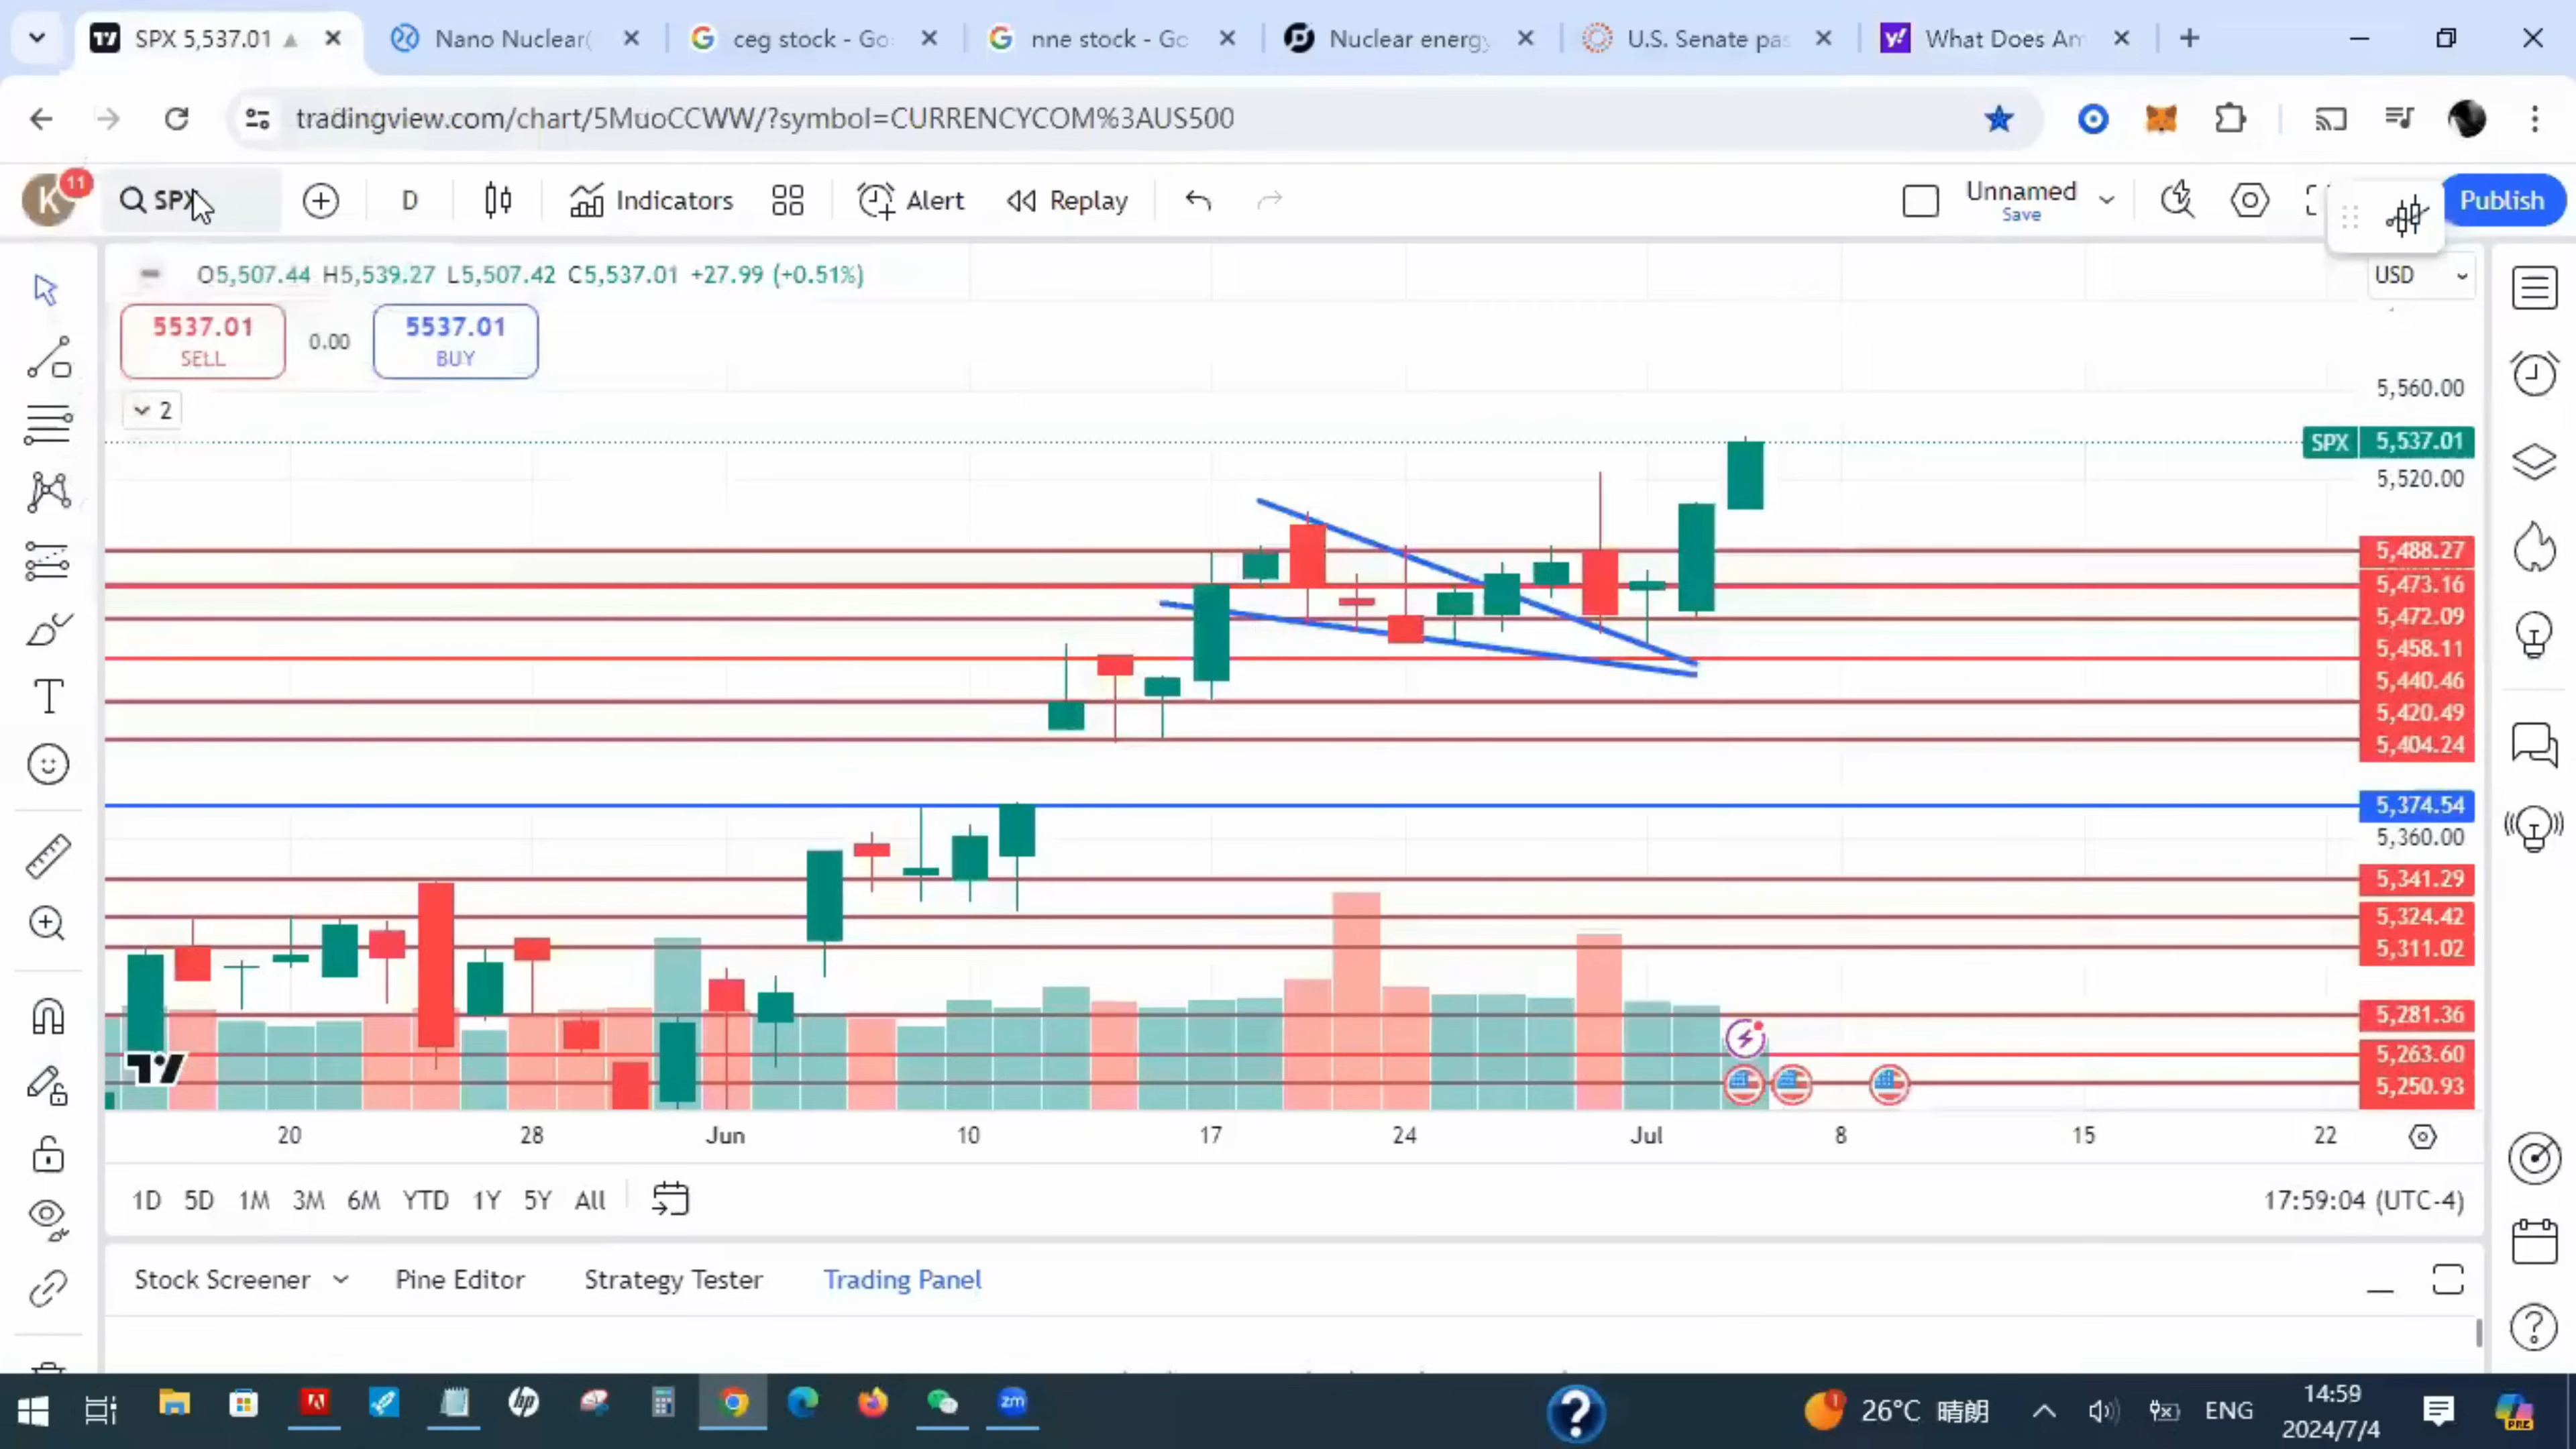 SPX 5,537.01
Nano Nuclear(
ceg stock - Go
nne stock - Go
Nuclear energy
U.S. Senate pas
What Does Am
tradingview.com/chart/5MuoCCWW/?symbol=CURRENCYCOM%3AUS500
K 11 SPX D Indicators Alert Replay Unnamed Save Publish
O5,507.44 H5,539.27 L5,507.42 C5,537.01 +27.99 (+0.51%)
USD
5537.01 SELL
0.00
5537.01 BUY
2
5,560.00
SPX 5,537.01
5,520.00
5,488.27
5,473.16
5,472.09
5,458.11
5,440.46
5,420.49
5,404.24
5,374.54
5,360.00
5,341.29
5,324.42
5,311.02
5,281.36
5,263.60
5,250.93
20 28 Jun 10 17 24 Jul 8 15 22
1D 5D 1M 3M 6M YTD 1Y 5Y All
17:59:04 (UTC-4)
Stock Screener Pine Editor Strategy Tester Trading Panel
26°C 晴朗 ENG
14:59
2024/7/4
hp
zm
PRE